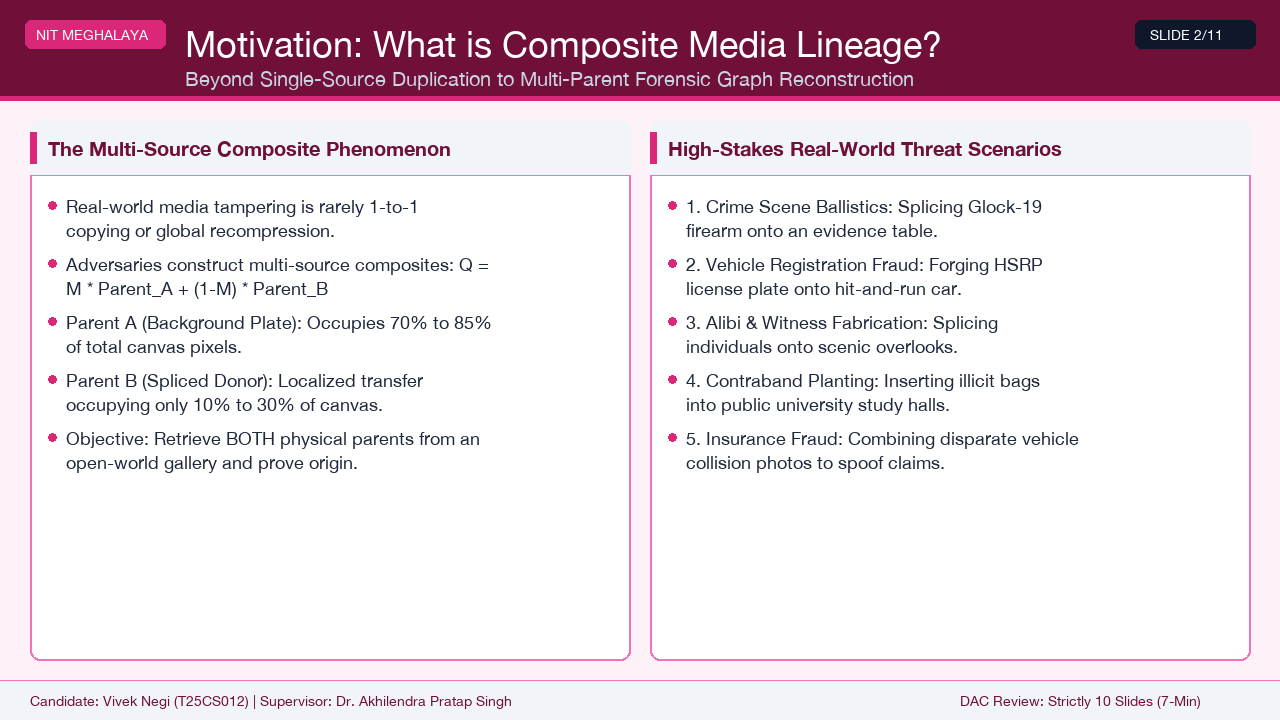 NIT MEGHALAYA
Motivation: What is Composite Media Lineage?
SLIDE 2/11
Beyond Single-Source Duplication to Multi-Parent Forensic Graph Reconstruction
The Multi-Source Composite Phenomenon
Real-world media tampering is rarely 1-to-1
copying or global recompression.
Adversaries construct multi-source composites: Q =
M * Parent_A + (1-M) * Parent_B
Parent A (Background Plate): Occupies 70% to 85%
of total canvas pixels.
Parent B (Spliced Donor): Localized transfer
occupying only 10% to 30% of canvas.
Objective: Retrieve BOTH physical parents from an
open-world gallery and prove origin.
High-Stakes Real-World Threat Scenarios
1. Crime Scene Ballistics: Splicing Glock-19
firearm onto an evidence table.
2. Vehicle Registration Fraud: Forging HSRP
license plate onto hit-and-run car.
3. Alibi & Witness Fabrication: Splicing
individuals onto scenic overlooks.
4. Contraband Planting: Inserting illicit bags
into public university study halls.
5. Insurance Fraud: Combining disparate vehicle
collision photos to spoof claims.
Candidate: Vivek Negi (T25CS012) | Supervisor: Dr. Akhilendra Pratap Singh
DAC Review: Strictly 10 Slides (7-Min)